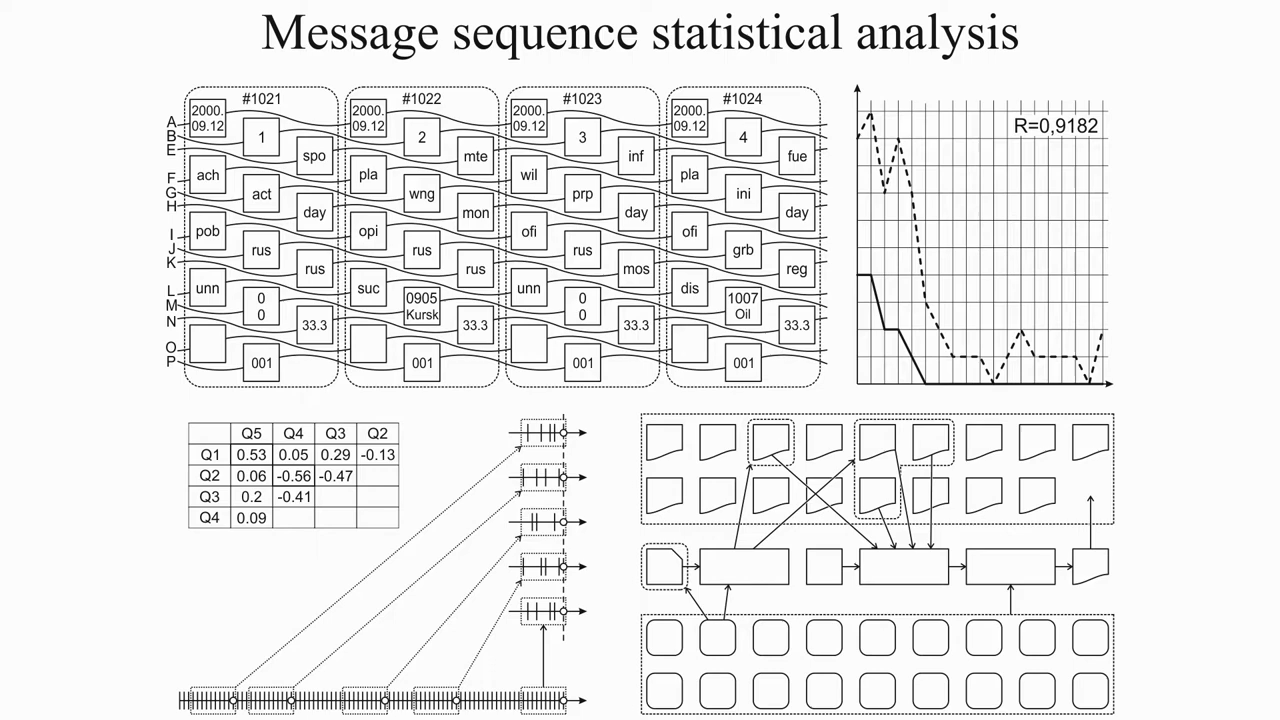 Message sequence statistical analysis
#1021 #1022 #1023 #1024
2000. 2000. 2000. 2000.
09.12 09.12 09.12 09.12
R=0,9182
A
B 1 2 3 4
E spo mte inf fue
F ach pla wil pla
G act wng prp ini
H day mon day day
I pob opi ofi ofi
J rus rus rus grb
K rus rus mos reg
L unn suc unn dis
M 0 0905 0 1007
0 Kursk 0 Oil
N 33.3 33.3 33.3 33.3
O
P 001 001 001 001
Q5 Q4 Q3 Q2
Q1 0.53 0.05 0.29 -0.13
Q2 0.06 -0.56 -0.47
Q3 0.2 -0.41
Q4 0.09